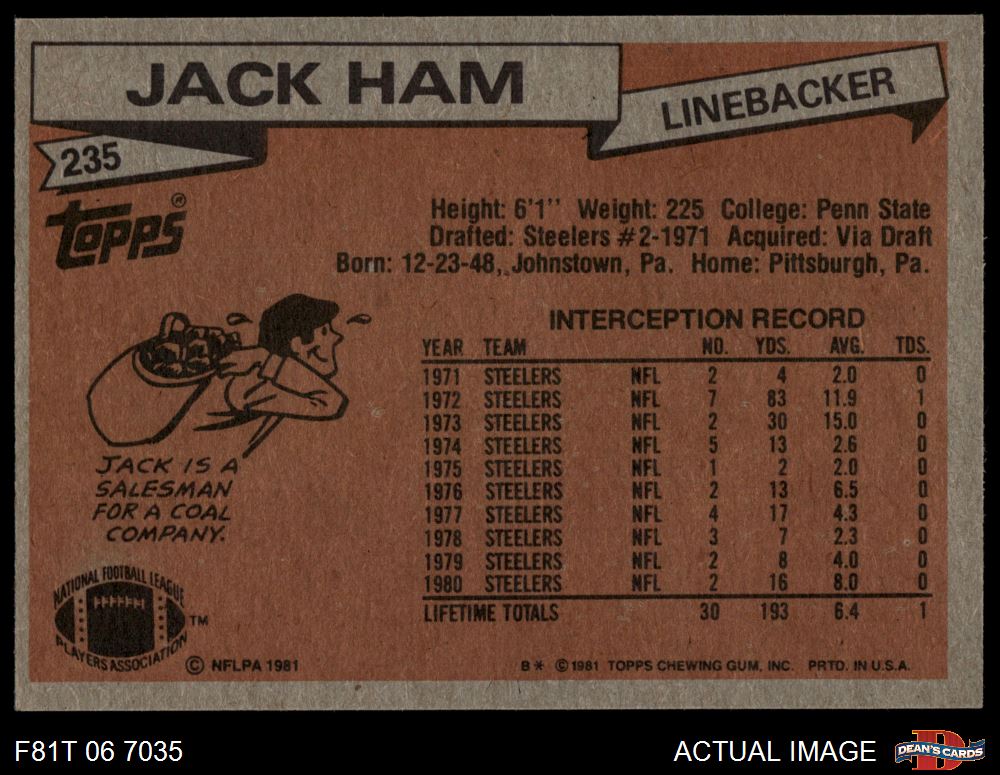 JACK HAM
LINEBACKER
235
Topps®
Height: 6'1'' Weight: 225 College: Penn State
Drafted: Steelers #2-1971 Acquired: Via Draft
Born: 12-23-48, Johnstown, Pa. Home: Pittsburgh, Pa.
JACK IS A
SALESMAN
FOR A COAL
COMPANY.
INTERCEPTION RECORD
YEAR TEAM NO. YDS. AVG. TDS.
1971 STEELERS NFL 2 4 2.0 0
1972 STEELERS NFL 7 83 11.9 1
1973 STEELERS NFL 2 30 15.0 0
1974 STEELERS NFL 5 13 2.6 0
1975 STEELERS NFL 1 2 2.0 0
1976 STEELERS NFL 2 13 6.5 0
1977 STEELERS NFL 4 17 4.3 0
1978 STEELERS NFL 3 7 2.3 0
1979 STEELERS NFL 2 8 4.0 0
1980 STEELERS NFL 2 16 8.0 0
LIFETIME TOTALS 30 193 6.4 1
NATIONAL FOOTBALL LEAGUE
PLAYERS ASSOCIATION
TM
© NFLPA 1981
B* ©1981 TOPPS CHEWING GUM, INC. PRTD. IN U.S.A.
F81T 06 7035
ACTUAL IMAGE
D
DEAN'S CARDS